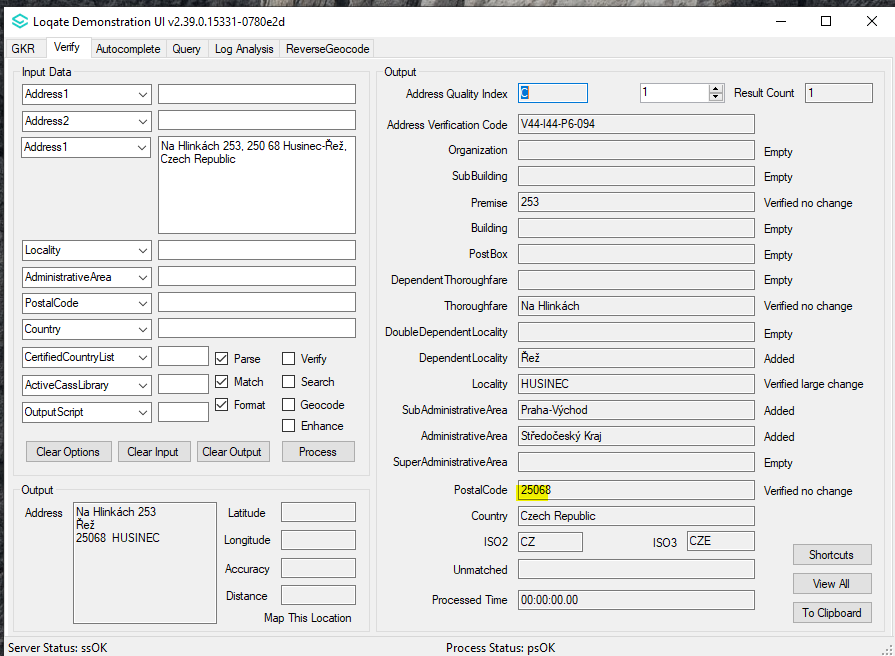 Loqate Demonstration UI v2.39.0.15331-0780e2d
GKR Verify Autocomplete Query Log Analysis ReverseGeocode
Input Data
Address1
Address2
Address1 Na Hlinkách 253, 250 68 Husinec-Řež,
Czech Republic
Locality
AdministrativeArea
PostalCode
Country
CertifiedCountryList Parse Verify
ActiveCassLibrary Match Search
OutputScript Format Geocode
Enhance
Clear Options Clear Input Clear Output Process
Output
Address Na Hlinkách 253
Řež
25068 HUSINEC
Latitude
Longitude
Accuracy
Distance
Map This Location
Output
Address Quality Index C 1 Result Count 1
Address Verification Code V44-I44-P6-094
Organization Empty
SubBuilding Empty
Premise 253 Verified no change
Building Empty
PostBox Empty
DependentThoroughfare Empty
Thoroughfare Na Hlinkách Verified no change
DoubleDependentLocality Empty
DependentLocality Řež Added
Locality HUSINEC Verified large change
SubAdministrativeArea Praha-Východ Added
AdministrativeArea Středočeský Kraj Added
SuperAdministrativeArea Empty
PostalCode 25068 Verified no change
Country Czech Republic
ISO2 CZ ISO3 CZE
Unmatched
Processed Time 00:00:00.00
Shortcuts
View All
To Clipboard
Server Status: ssOK Process Status: psOK